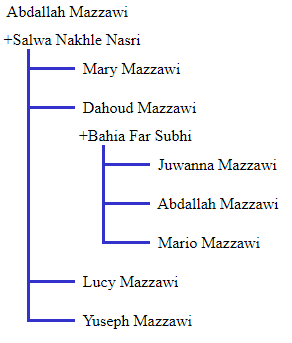 Abdallah Mazzawi
+Salwa Nakhle Nasri
Mary Mazzawi
Dahoud Mazzawi
+Bahia Far Subhi
Juwanna Mazzawi
Abdallah Mazzawi
Mario Mazzawi
Lucy Mazzawi
Yuseph Mazzawi